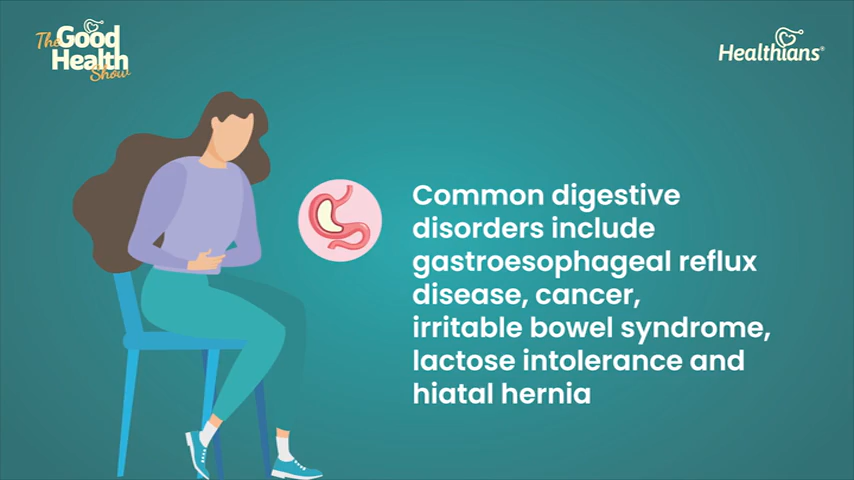 The
Good
Health
Show
Healthians®
Common digestive
disorders include
gastroesophageal reflux
disease, cancer,
irritable bowel syndrome,
lactose intolerance and
hiatal hernia